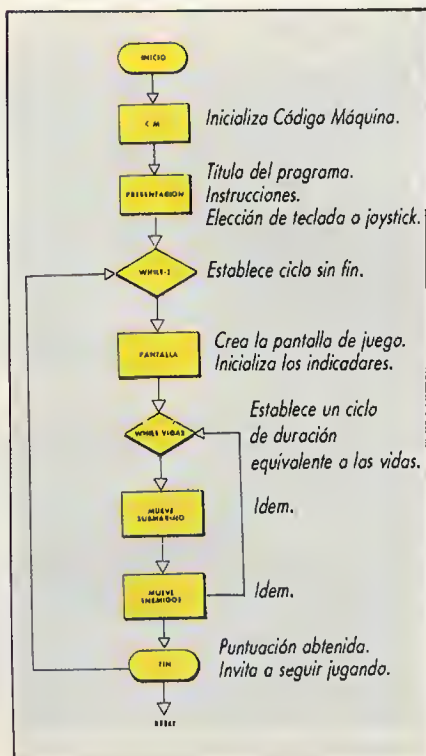 INICIO
C M
Inicializa Código Máquina.
PRESENTACION
Título del programa.
Instrucciones.
Elección de teclada a joystick.
WHILE-1
Establece ciclo sin fin.
PANTALLA
Crea la pantalla de juego.
Inicializa los indicadares.
WHILE VIDAS
Establece un ciclo
de duración
equivalente a las vidas.
MUEVE
SUBMARINO
Idem.
MUEVE
ENEMIGOS
Idem.
FIN
Puntuación obtenida.
Invita a seguir jugando.